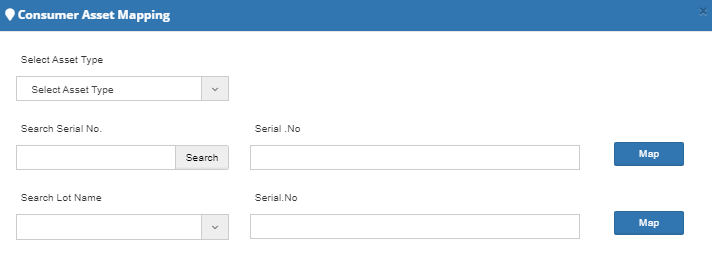 Consumer Asset Mapping
Select Asset Type
Select Asset Type
Search Serial No.
Serial .No
Search
Map
Search Lot Name
Serial.No
Map